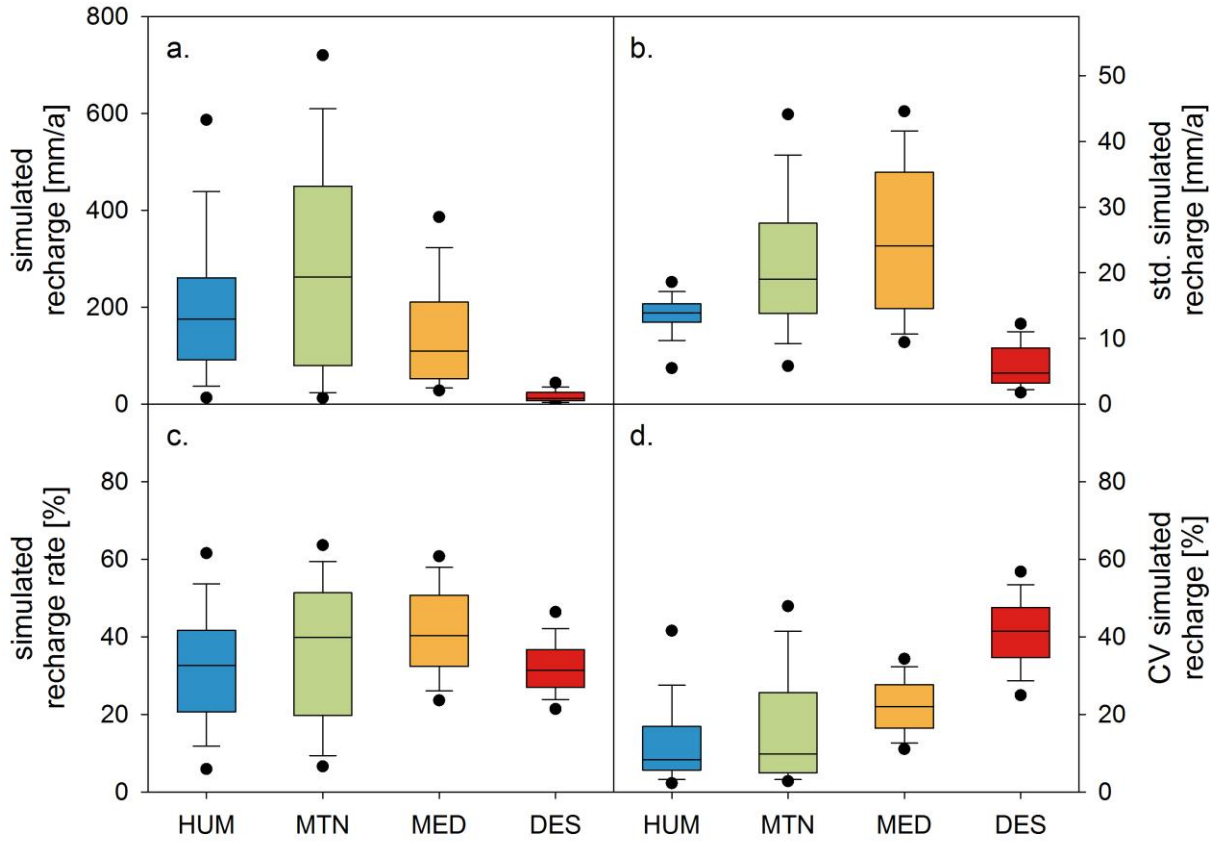 a.
b.
800
600
400
200
0
simulated
recharge [mm/a]
50
40
30
20
10
0
std. simulated
recharge [mm/a]
c.
d.
80
60
40
20
0
simulated
recharge rate [%]
80
60
40
20
0
CV simulated
recharge [%]
HUM MTN MED DES HUM MTN MED DES